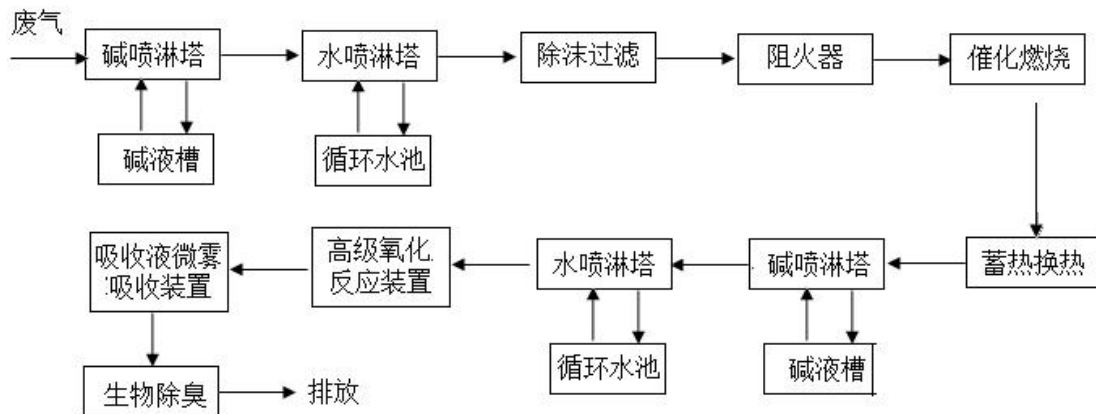 废气
碱喷淋塔
水喷淋塔
除沫过滤
阻火器
催化燃烧
碱液槽
循环水池
吸收液微雾
吸收装置
高级氧化
反应装置
水喷淋塔
碱喷淋塔
蓄热换热
循环水池
碱液槽
生物除臭
排放